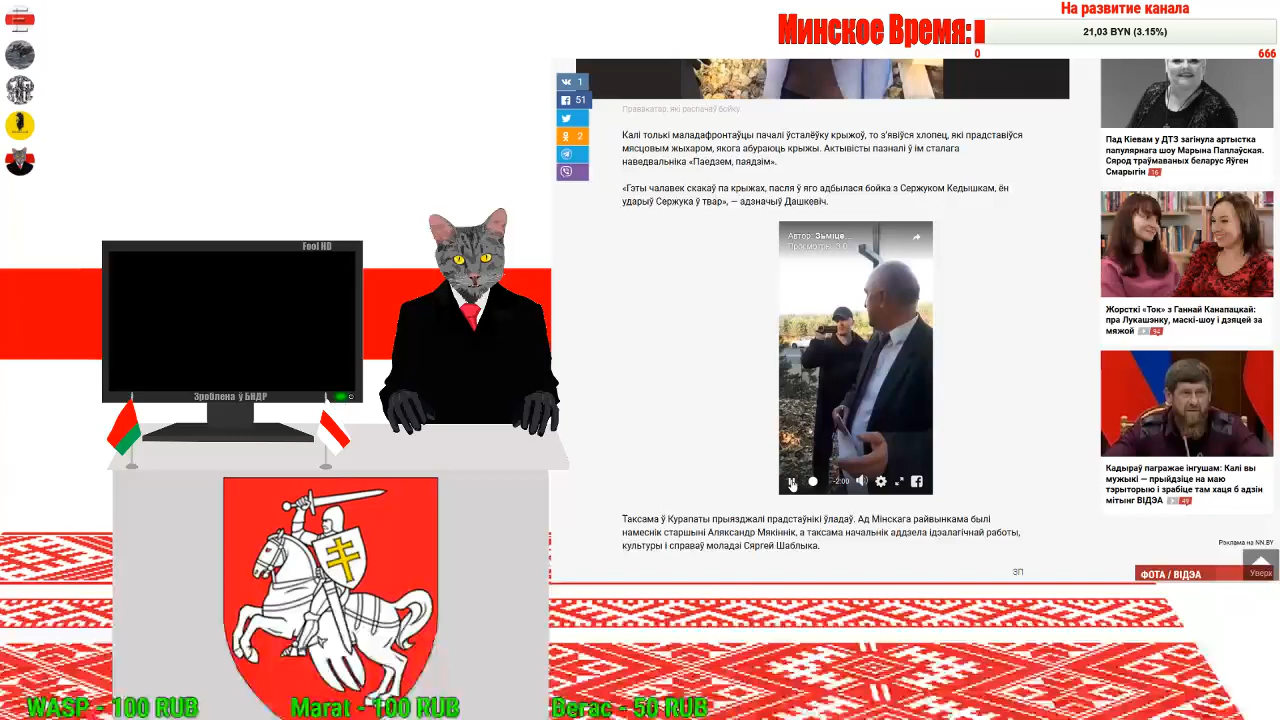 На развитие канала
Минское Время:
21,03 BYN (3.15%)
0
666
1
51
2
Правакатар, які распачаў бойку
Калі толькі маладафронтаўцы пачалі ўсталёўку крыжоў, то з'явіўся хлопец, які прадставіўся
мясцовым жыхаром, якога абураюць крыжы. Актывісты пазналі ў ім сталага
наведвальніка «Паедзем, паядзім».
«Гэты чалавек скакаў па крыжах, пасля ў яго адбылася бойка з Сержуком Кедышкам, ён
ударыў Сержука ў твар», — адзначыў Дашкевіч.
Автор: Зьміце...
-2:00
Таксама ў Курапаты прыязджалі прадстаўнікі ўладаў. Ад Мінскага райвынкама былі
намеснік старшыні Аляксандр Мякіннік, а таксама начальнік аддзела ідэалагічнай работы,
культуры і справаў моладзі Сяргей Шаблыка.
ЗП
Пад Кіевам у ДТЗ загінула артыстка
папулярнага шоу Марына Паплаўская.
Сярод траўмаваных беларус Яўген
Смарыгін 16
Жорсткі «Ток» з Ганнай Канапацкай:
пра Лукашэнку, маскі-шоу і дзяцей за
мяжой 94
Кадыраў пагражае інгушам: Калі вы
мужыкі — прыйдзіце на маю
тэрыторыю і зрабіце там хаця б адзін
мітынг ВІДЭА 49
Рэклама на NN.BY
ФОТА / ВІДЭА
Уверх
Fool HD
Зроблена ў БНДР
WASP - 100 RUB
Marat - 100 RUB
Вегас - 50 RUB